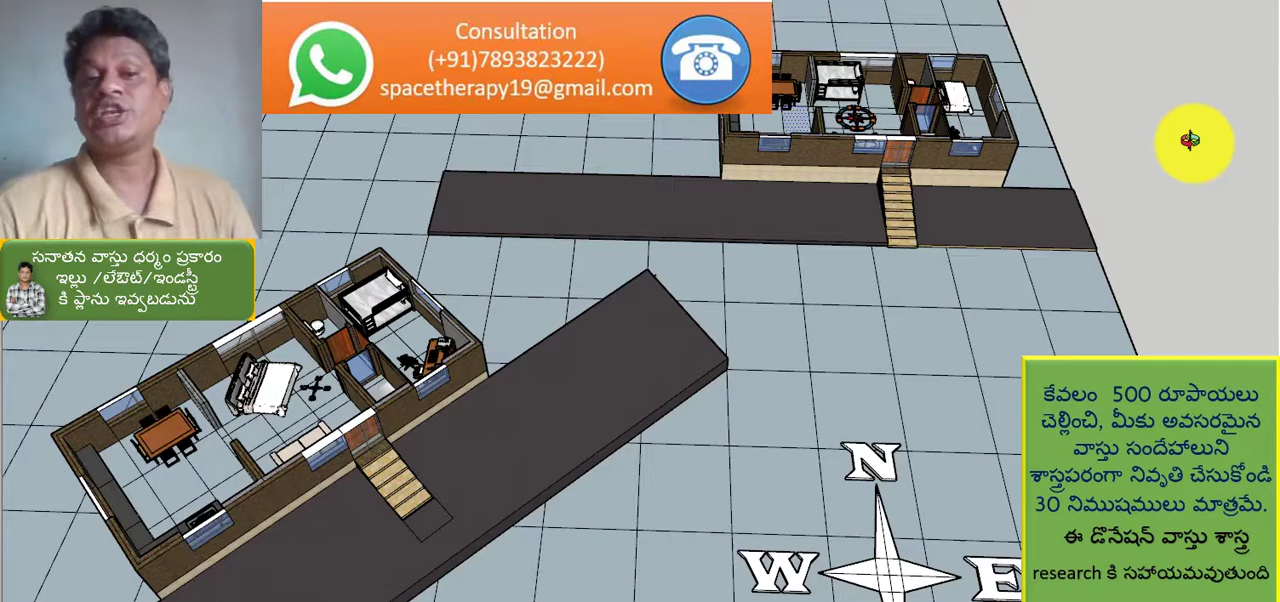 Consultation
(+91)7893823222)
spacetherapy19@gmail.com
సనాతన వాస్తు ధర్మం ప్రకారం
ఇల్లు /లేఔట్/ఇండస్ట్రీ
కి ప్లాను ఇవ్వబడును
కేవలం 500 రూపాయలు
చెల్లించి, మీకు అవసరమైన
వాస్తు సందేహాలుని
శాస్త్రపరంగా నివృతి చేసుకోండి
30 నిముషములు మాత్రమే.
ఈ డొనేషన్ వాస్తు శాస్త్ర
research కి సహాయమవుతుంది
N
W E